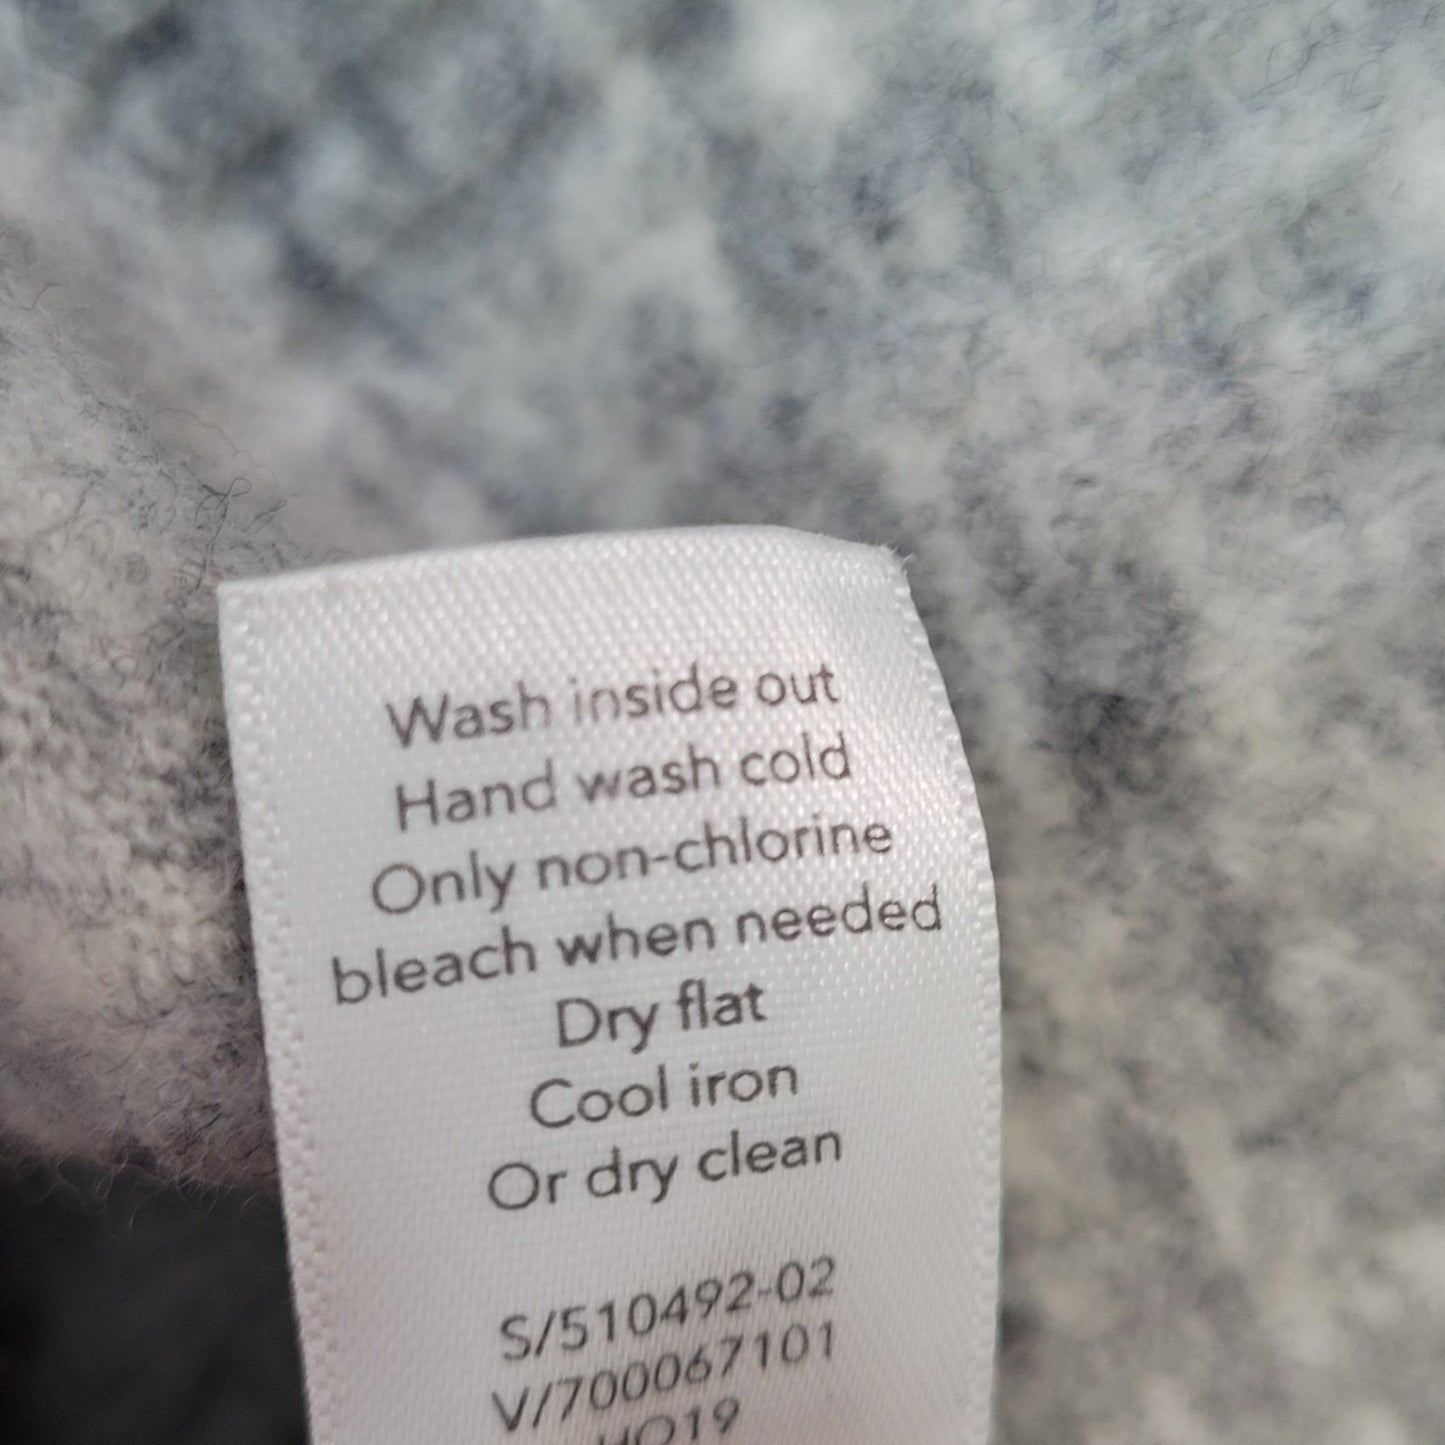 Wash inside out
Hand wash cold
Only non-chlorine
bleach when needed
Dry flat
Cool iron
Or dry clean
S/510492-02
V/700067101
HO19